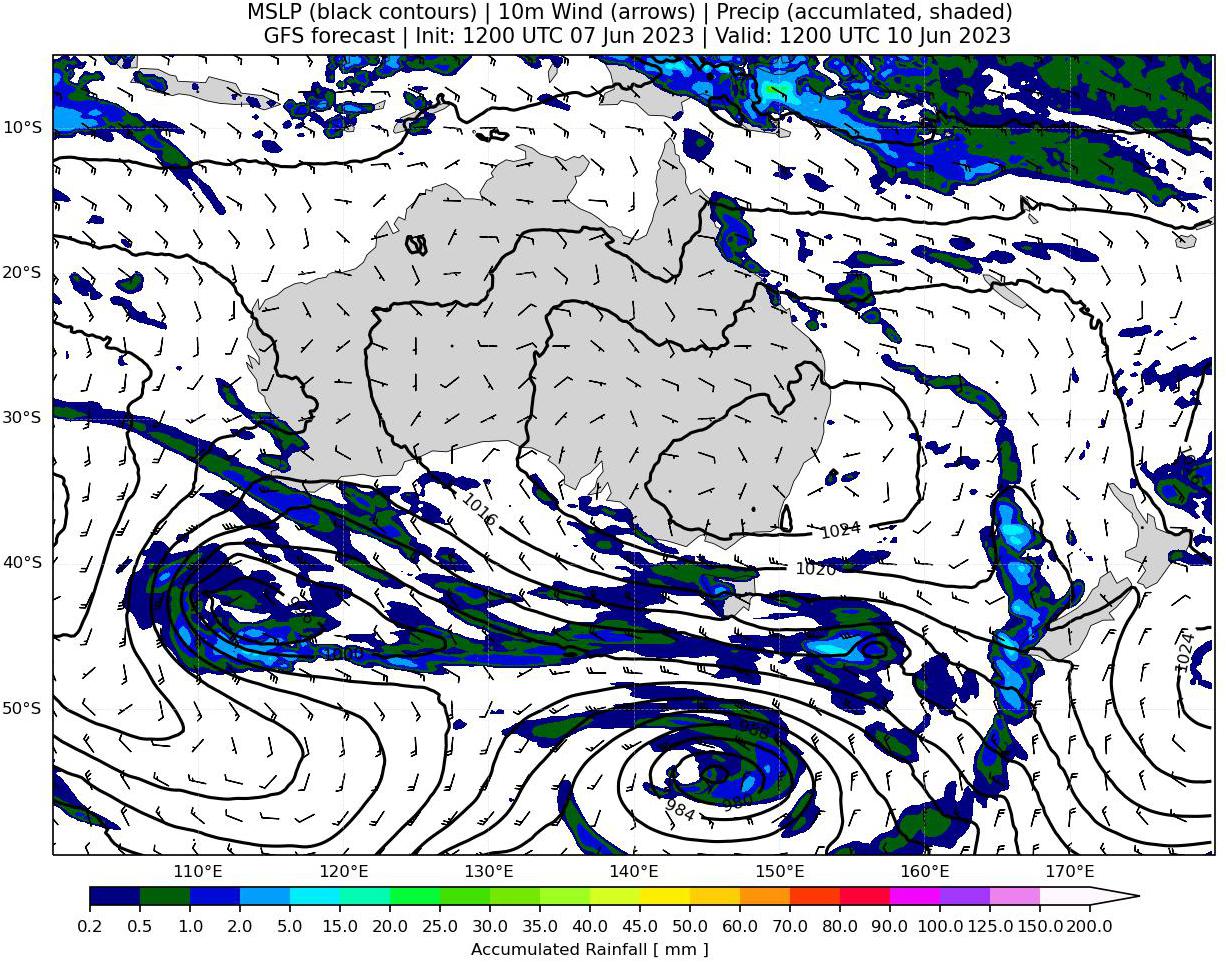 MSLP (black contours) | 10m Wind (arrows) | Precip (accumlated, shaded)
GFS forecast | Init: 1200 UTC 07 Jun 2023 | Valid: 1200 UTC 10 Jun 2023
10°S
20°S
30°S
40°S
50°S
1016
1024
1020
1024
1000
988
984
980
110°E 120°E 130°E 140°E 150°E 160°E 170°E
0.2 0.5 1.0 2.0 5.0 10.0 15.0 20.0 25.0 30.0 35.0 40.0 45.0 50.0 60.0 70.0 80.0 90.0 100.0 125.0 150.0 200.0
Accumulated Rainfall [ mm ]